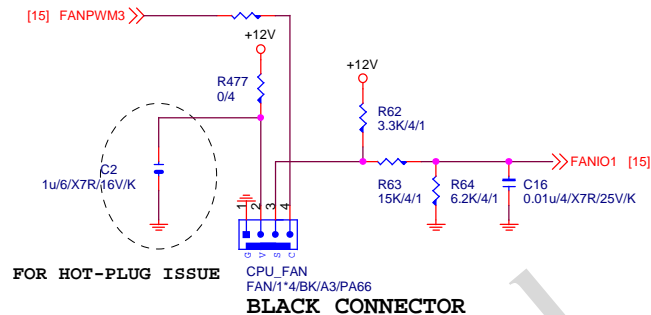 [15] FANPWM3
+12V
R477
0/4
+12V
R62
3.3K/4/1
C2
1u/6/X7R/16V/K
FANIO1 [15]
R63
15K/4/1
R64
6.2K/4/1
C16
0.01u/4/X7R/25V/K
1
2
3
4
G
V
S
C
FOR HOT-PLUG ISSUE
CPU_FAN
FAN/1*4/BK/A3/PA66
BLACK CONNECTOR